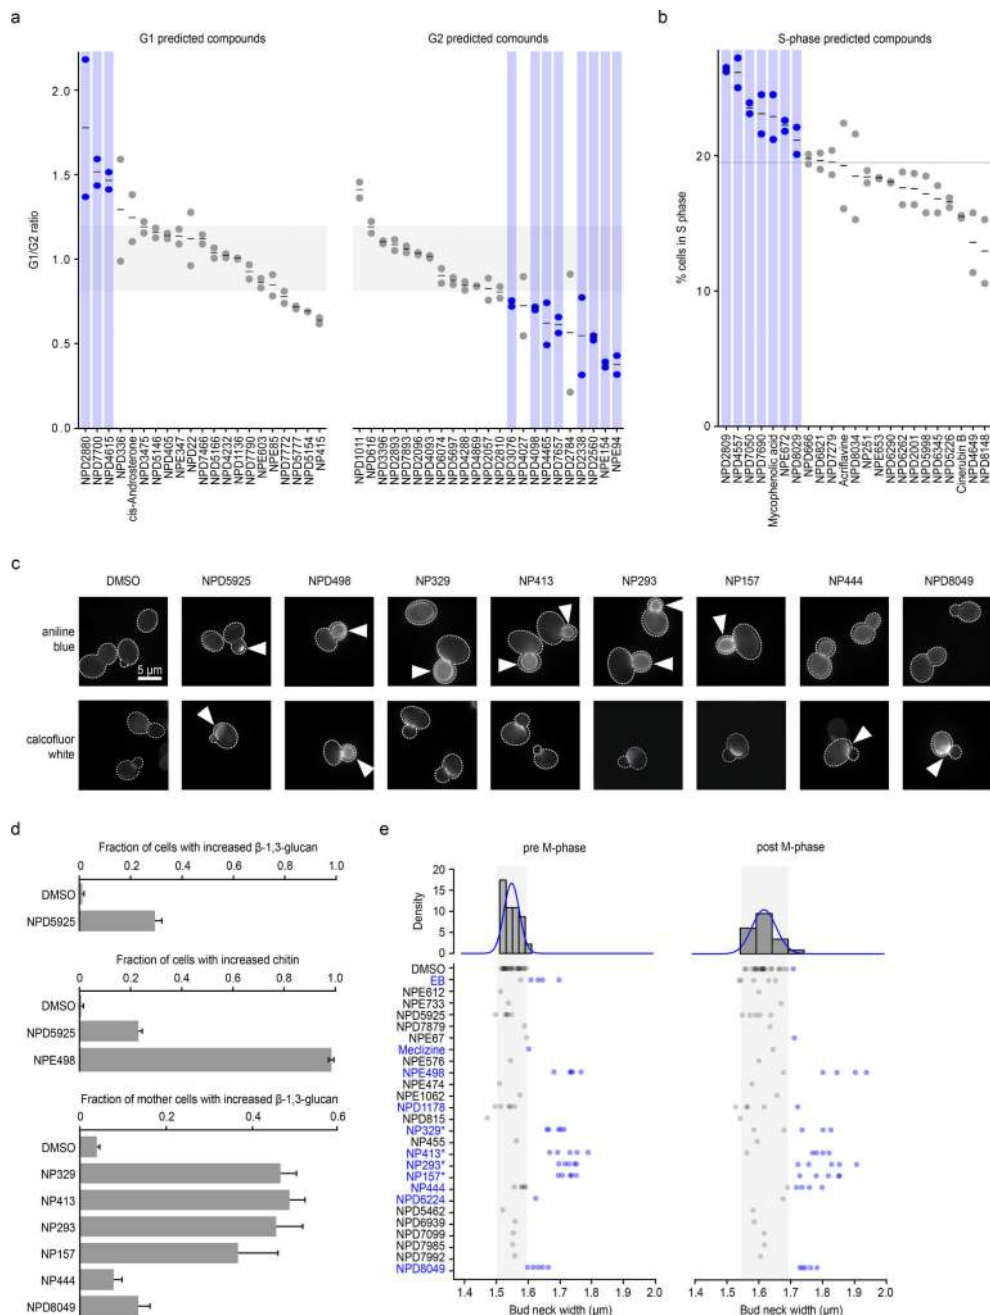 a
G1 predicted compounds
G2 predicted comounds
G1/G2 ratio
2.0
1.5
1.0
0.5
0.0
NPD2880
NPD7700
NPD4615
NPD336
cis-Androsterone
NPD3475
NPD5146
NPD405
NPE347
NPD22
NPD7466
NPD5166
NPD4232
NPD1136
NPD7790
NPE603
NPE85
NPD7772
NPD5777
NPD5154
NP415
NPD1011
NPD616
NPD3396
NPD2893
NPD7893
NPD2096
NPD4093
NPD6074
NPD5697
NPD4288
NPD4869
NPD2057
NPD2810
NPD3076
NPD4027
NPD4098
NPD4465
NPD7657
NPD2784
NPD2338
NPD2560
NPE154
NPE94
b
S-phase predicted compounds
% cells in S phase
20
10
0
NPD2809
NPD4557
NPD7050
NPD7690
Mycophenolic acid
NPE672
NPD8029
NPD666
NPD6821
NPD7279
Acriflavine
NPD8034
NP251
NPE653
NPD6290
NPD6262
NPD2001
NPD5998
NPD6345
NPD5226
Cinerubin B
NPD4649
NPD8148
c
DMSO
NPD5925
NPD498
NP329
NP413
NP293
NP157
NP444
NPD8049
aniline
blue
5 μm
calcofluor
white
d
Fraction of cells with increased β-1,3-glucan
0
0.2
0.4
0.6
0.8
1.0
DMSO
NPD5925
Fraction of cells with increased chitin
0
0.2
0.4
0.6
0.8
1.0
DMSO
NPD5925
NPE498
Fraction of mother cells with increased β-1,3-glucan
0
0.2
0.4
0.6
DMSO
NP329
NP413
NP293
NP157
NP444
NPD8049
e
pre M-phase
post M-phase
Density
20
15
10
5
0
DMSO
EB
NPE612
NPE733
NPD5925
NPD7879
NPE67
Meclizine
NPE576
NPE498
NPE474
NPE1062
NPD1178
NPD815
NP329*
NP455
NP413*
NP293*
NP157*
NP444
NPD6224
NPD5462
NPD6939
NPD7099
NPD7985
NPD7992
NPD8049
1.4 1.5 1.6 1.7 1.8 1.9 2.0
Bud neck width (μm)
1.4 1.5 1.6 1.7 1.8 1.9 2.0
Bud neck width (μm)